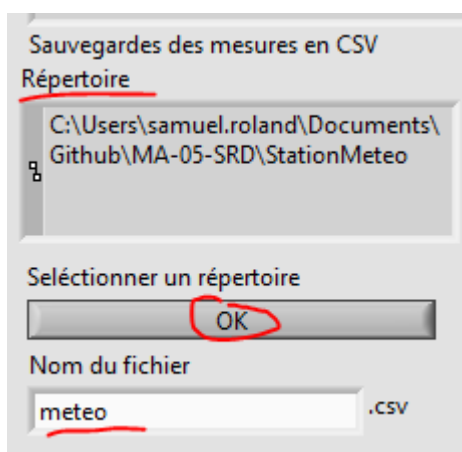 Sauvegardes des mesures en CSV
Répertoire
C:\Users\samuel.roland\Documents\
Github\MA-05-SRD\StationMeteo
Seléctionner un répertoire
OK
Nom du fichier
meteo .csv